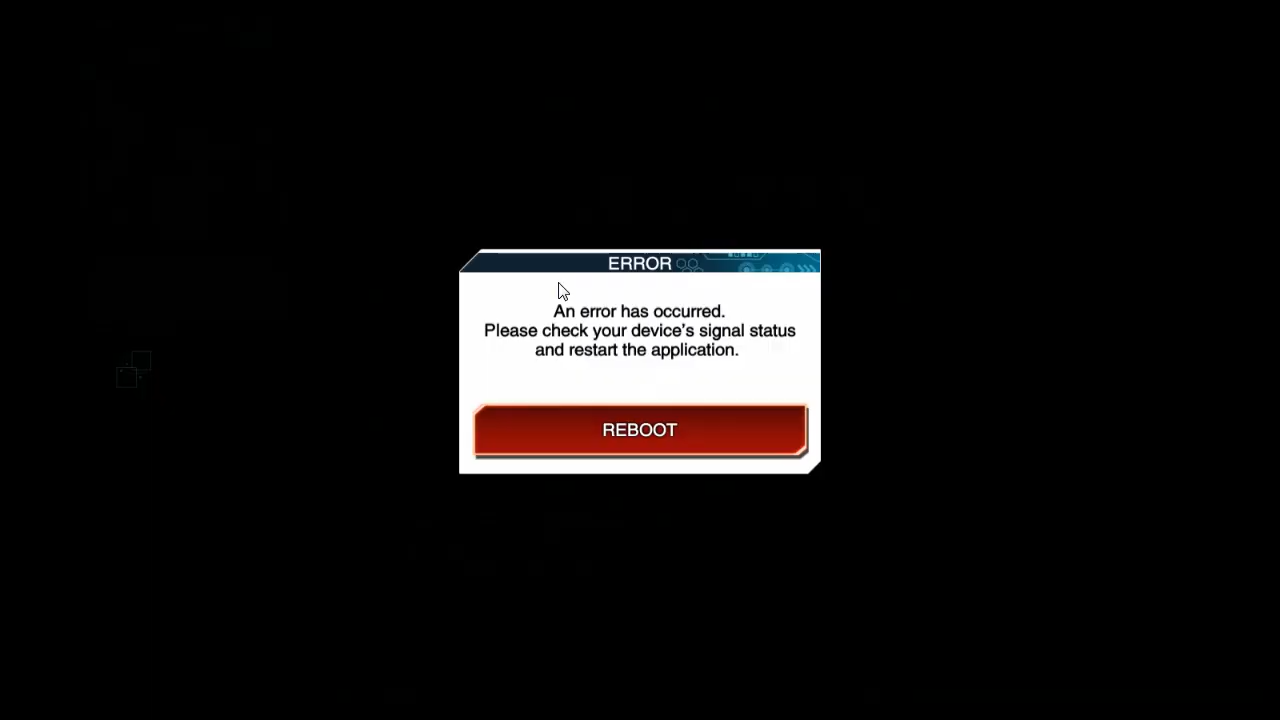 ERROR
An error has occurred.
Please check your device's signal status
and restart the application.
REBOOT